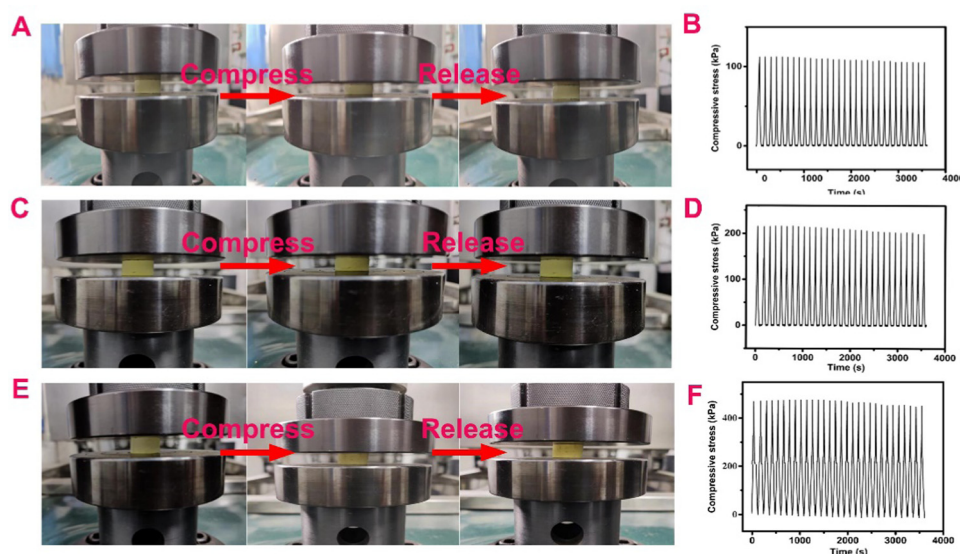 A
Compress
Release
B
Compressive stress (kPa)
100
0
0
1000
2000
3000
4000
Time (s)
C
Compress
Release
D
Compressive stress (kPa)
200
100
0
0
1000
2000
3000
4000
Time (s)
E
Compress
Release
F
Compressive stress (kPa)
400
200
0
0
1000
2000
3000
4000
Time (s)